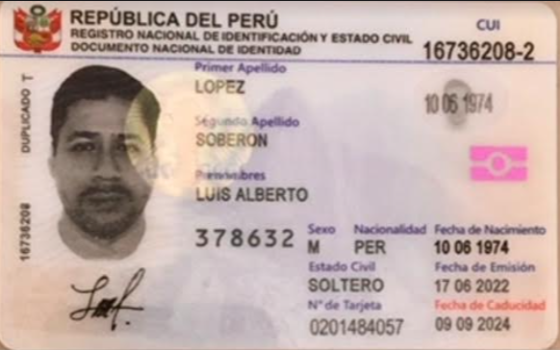 REPÚBLICA DEL PERÚ
REGISTRO NACIONAL DE IDENTIFICACIÓN Y ESTADO CIVIL
DOCUMENTO NACIONAL DE IDENTIDAD
CUI
16736208-2
Primer Apellido
LOPEZ
10 06 1974
Segundo Apellido
SOBERON
Prenombres
LUIS ALBERTO
378632
Sexo Nacionalidad Fecha de Nacimiento
M PER 10 06 1974
Estado Civil Fecha de Emisión
SOLTERO 17 06 2022
N° de Tarjeta Fecha de Caducidad
0201484057 09 09 2024
16736208 DUPLICADO T